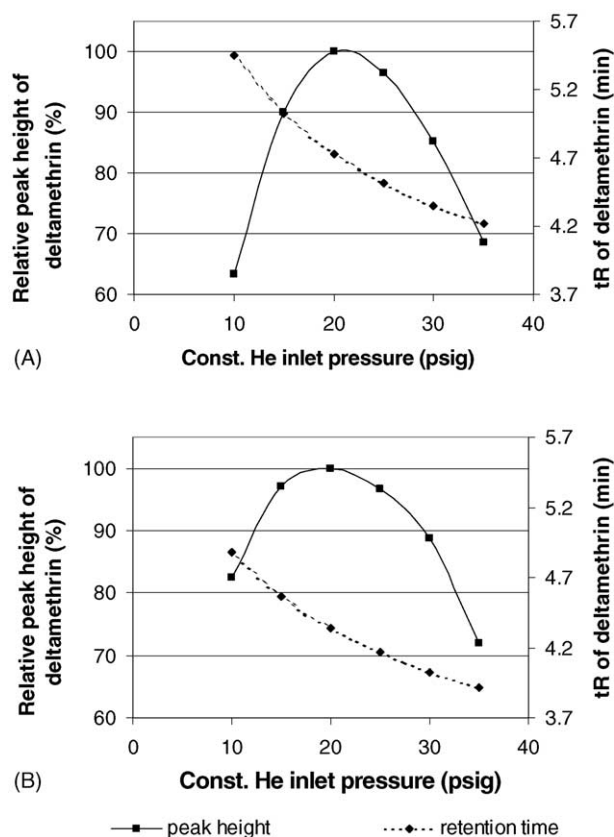 Relative peak height of
deltamethrin (%)
100
90
80
70
60
5.7
5.2
4.7
4.2
3.7
tR of deltamethrin (min)
0
10
20
30
40
(A)
Const. He inlet pressure (psig)
Relative peak height of
deltamethrin (%)
100
90
80
70
60
5.7
5.2
4.7
4.2
3.7
tR of deltamethrin (min)
0
10
20
30
40
(B)
Const. He inlet pressure (psig)
peak height
retention time